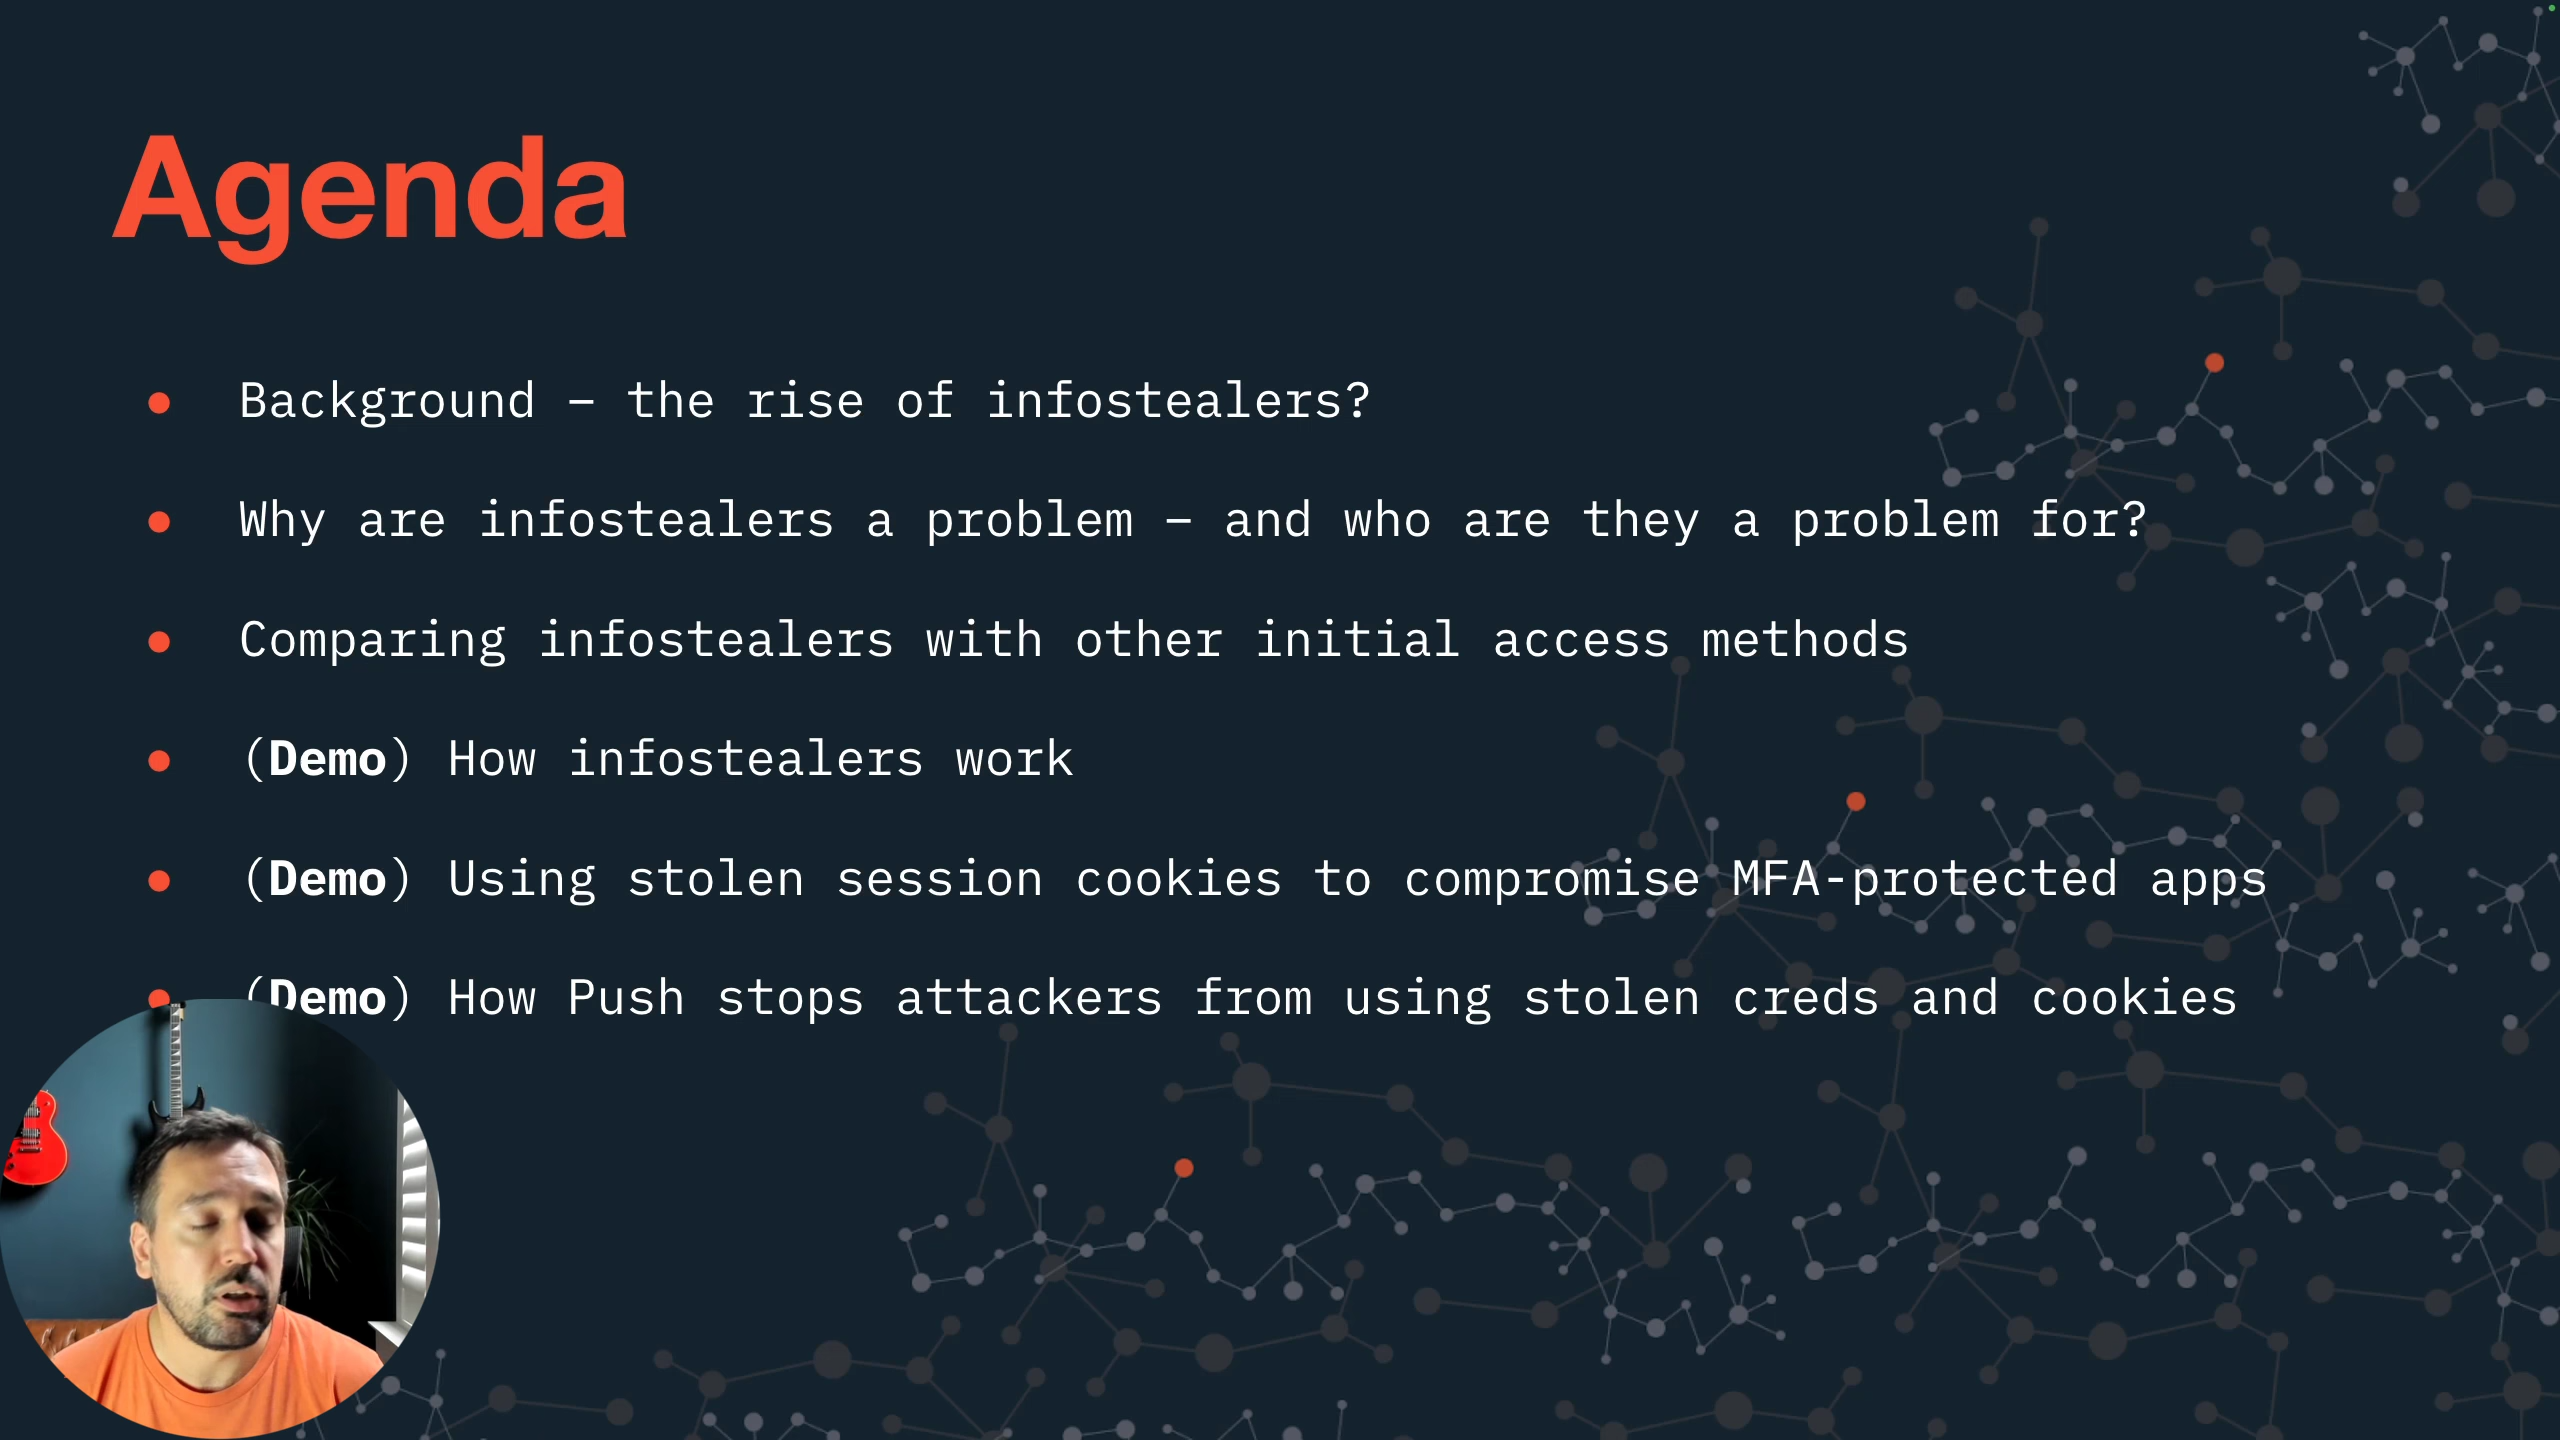 Agenda
Background – the rise of infostealers?
Why are infostealers a problem – and who are they a problem for?
Comparing infostealers with other initial access methods
(Demo) How infostealers work
(Demo) Using stolen session cookies to compromise MFA-protected apps
(Demo) How Push stops attackers from using stolen creds and cookies